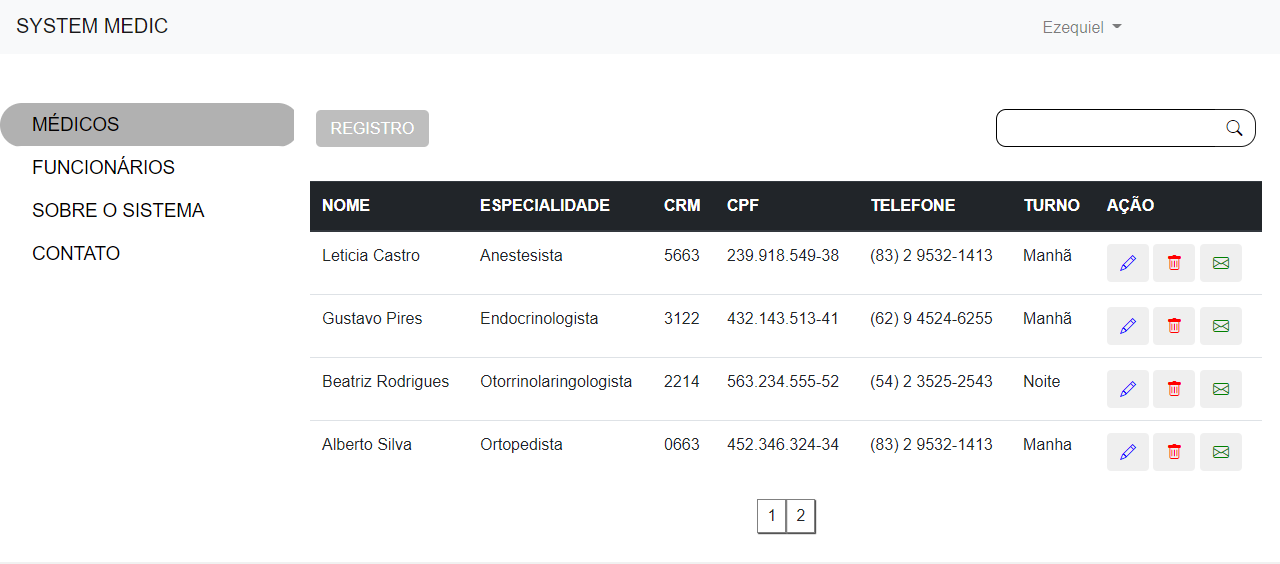 SYSTEM MEDIC Ezequiel
MÉDICOS
FUNCIONÁRIOS
SOBRE O SISTEMA
CONTATO
REGISTRO
NOME ESPECIALIDADE CRM CPF TELEFONE TURNO AÇÃO
Leticia Castro Anestesista 5663 239.918.549-38 (83) 2 9532-1413 Manhã
Gustavo Pires Endocrinologista 3122 432.143.513-41 (62) 9 4524-6255 Manhã
Beatriz Rodrigues Otorrinolaringologista 2214 563.234.555-52 (54) 2 3525-2543 Noite
Alberto Silva Ortopedista 0663 452.346.324-34 (83) 2 9532-1413 Manha
1 2